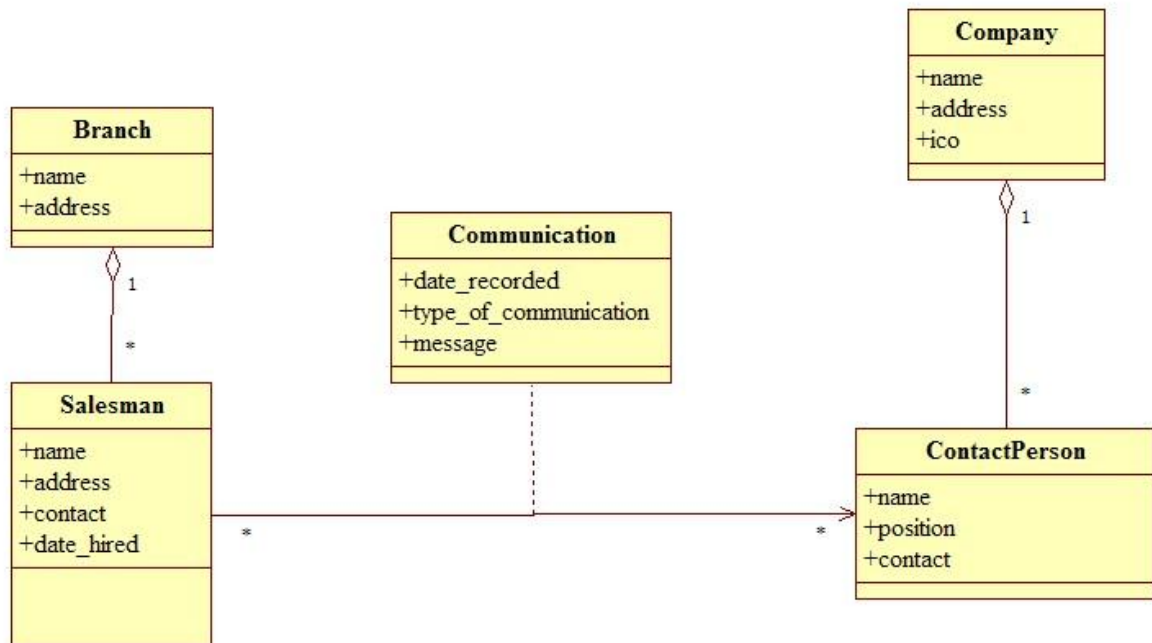 Company
+name
+address
+ico
1
*
Branch
+name
+address
1
*
Communication
+date_recorded
+type_of_communication
+message
Salesman
+name
+address
+contact
+date_hired
*
*
ContactPerson
+name
+position
+contact